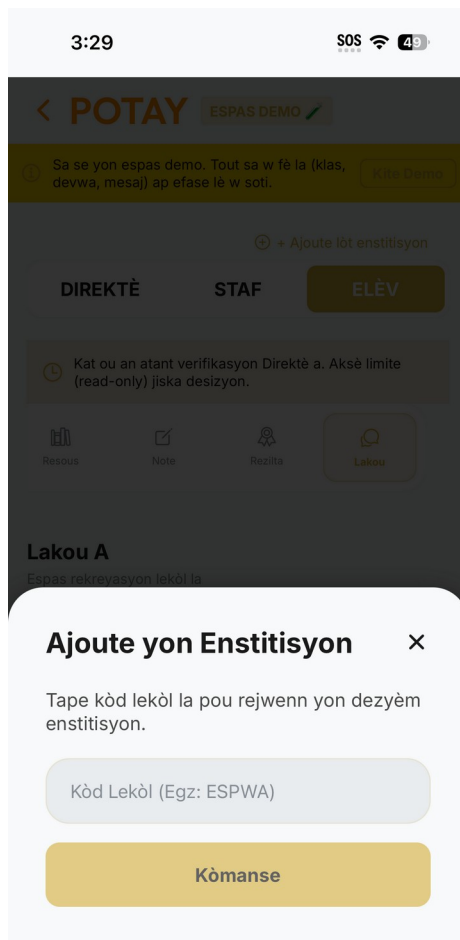 3:29
SOS
49
POTAY
ESPAS DEMO
Sa se yon espas demo. Tout sa w fè la (klas,
devwa, mesaj) ap efase lè w soti.
Kite Demo
+ Ajoute lòt enstitisyon
DIREKTÈ
STAF
ELÈV
Kat ou an atant verifikasyon Direktè a. Aksè limite
(read-only) jiska desizyon.
Resous
Note
Rezilta
Lakou
Lakou A
Espas rekreyasyon lekòl la
Ajoute yon Enstitisyon
Tape kòd lekòl la pou rejwenn yon dezyèm
enstitisyon.
Kòd Lekòl (Egz: ESPWA)
Kòmanse